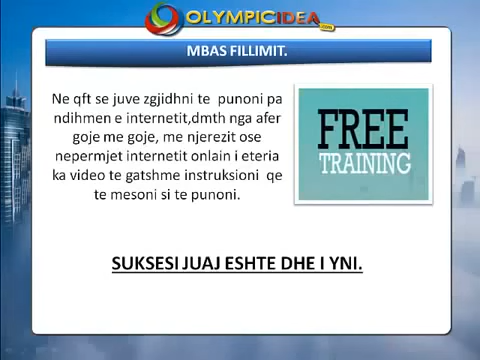 OLYMPICIDEA
.com
MBAS FILLIMIT.
Ne qft se juve zgjidhni te punoni pa
ndihmen e internetit,dmth nga afer
goje me goje, me njerezit ose
nepermjet internetit onlain i eteria
ka video te gatshme instruksioni qe
te mesoni si te punoni.
FREE
TRAINING
SUKSESI JUAJ ESHTE DHE I YNI.